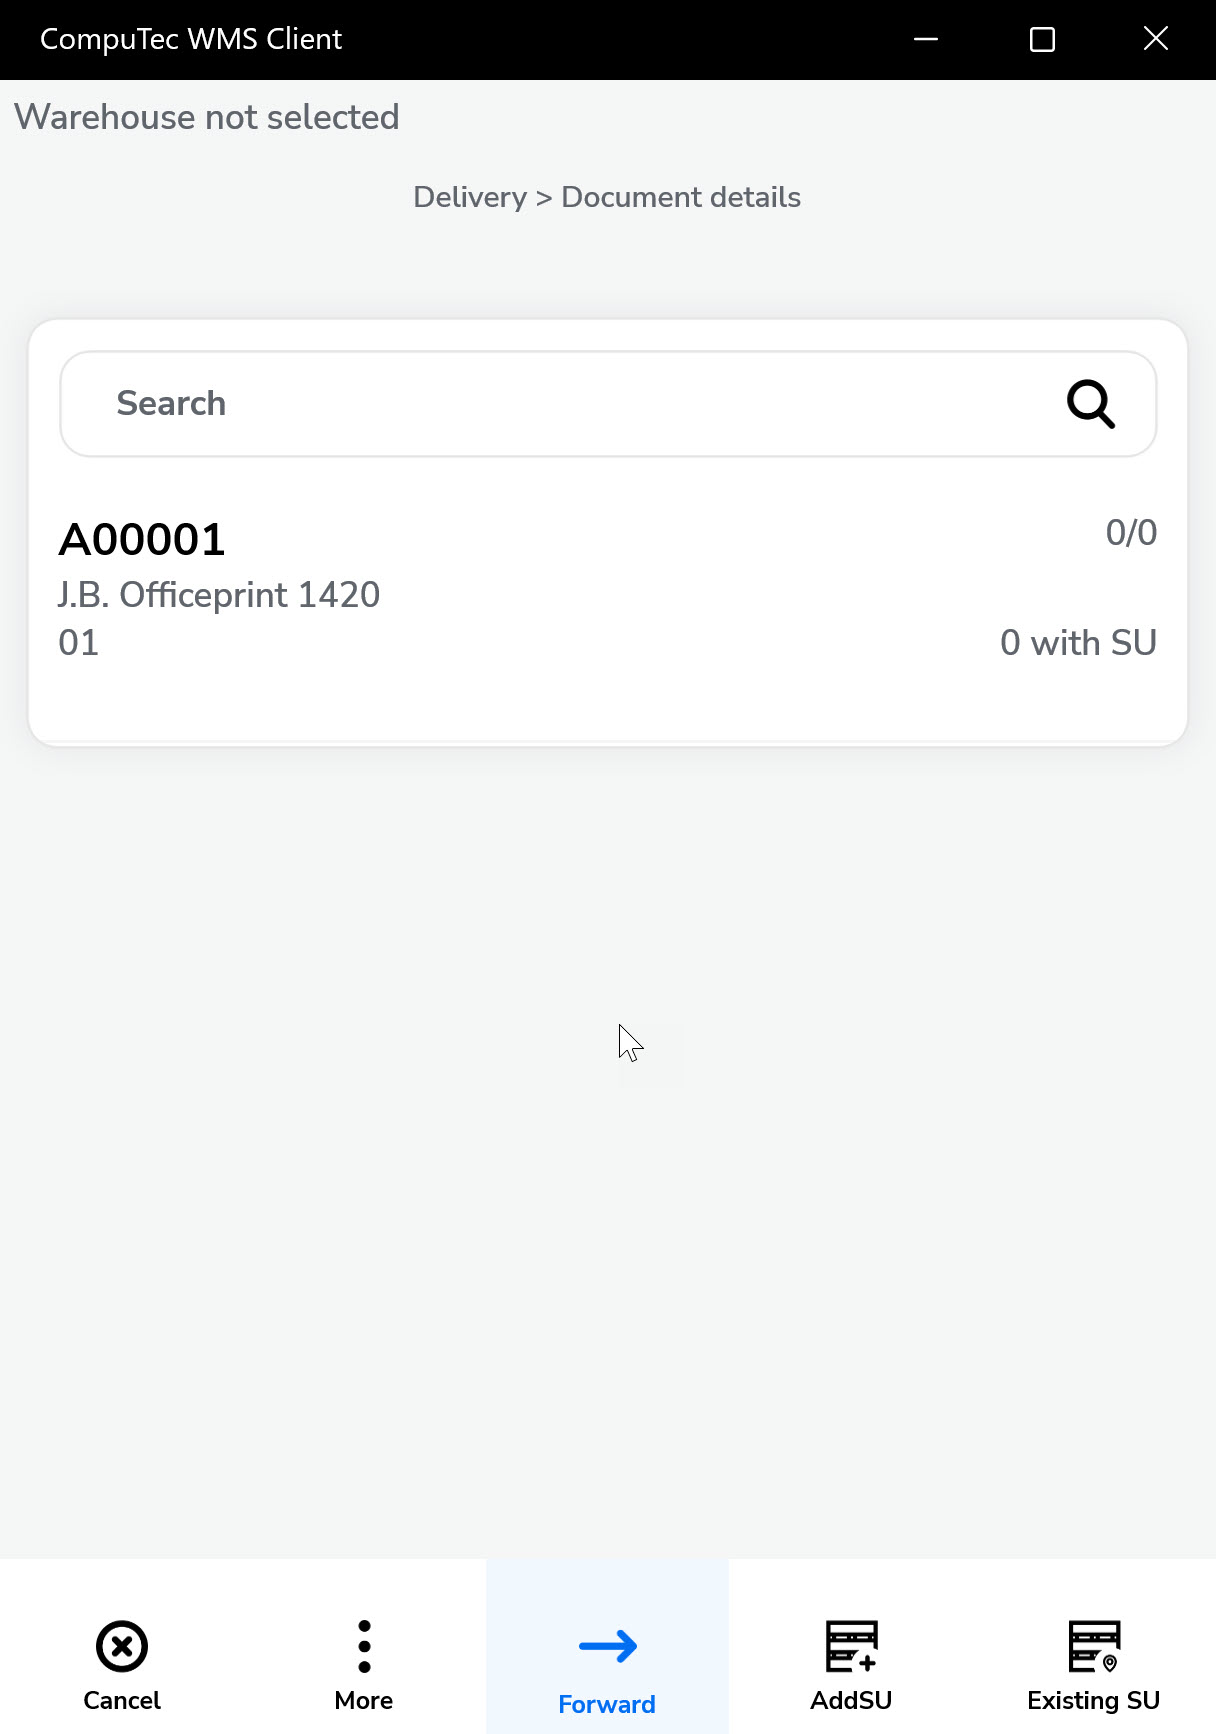 CompuTec WMS Client
Warehouse not selected
Delivery > Document details
Search
A00001 0/0
J.B. Officeprint 1420
01 0 with SU
Cancel More Forward AddSU Existing SU